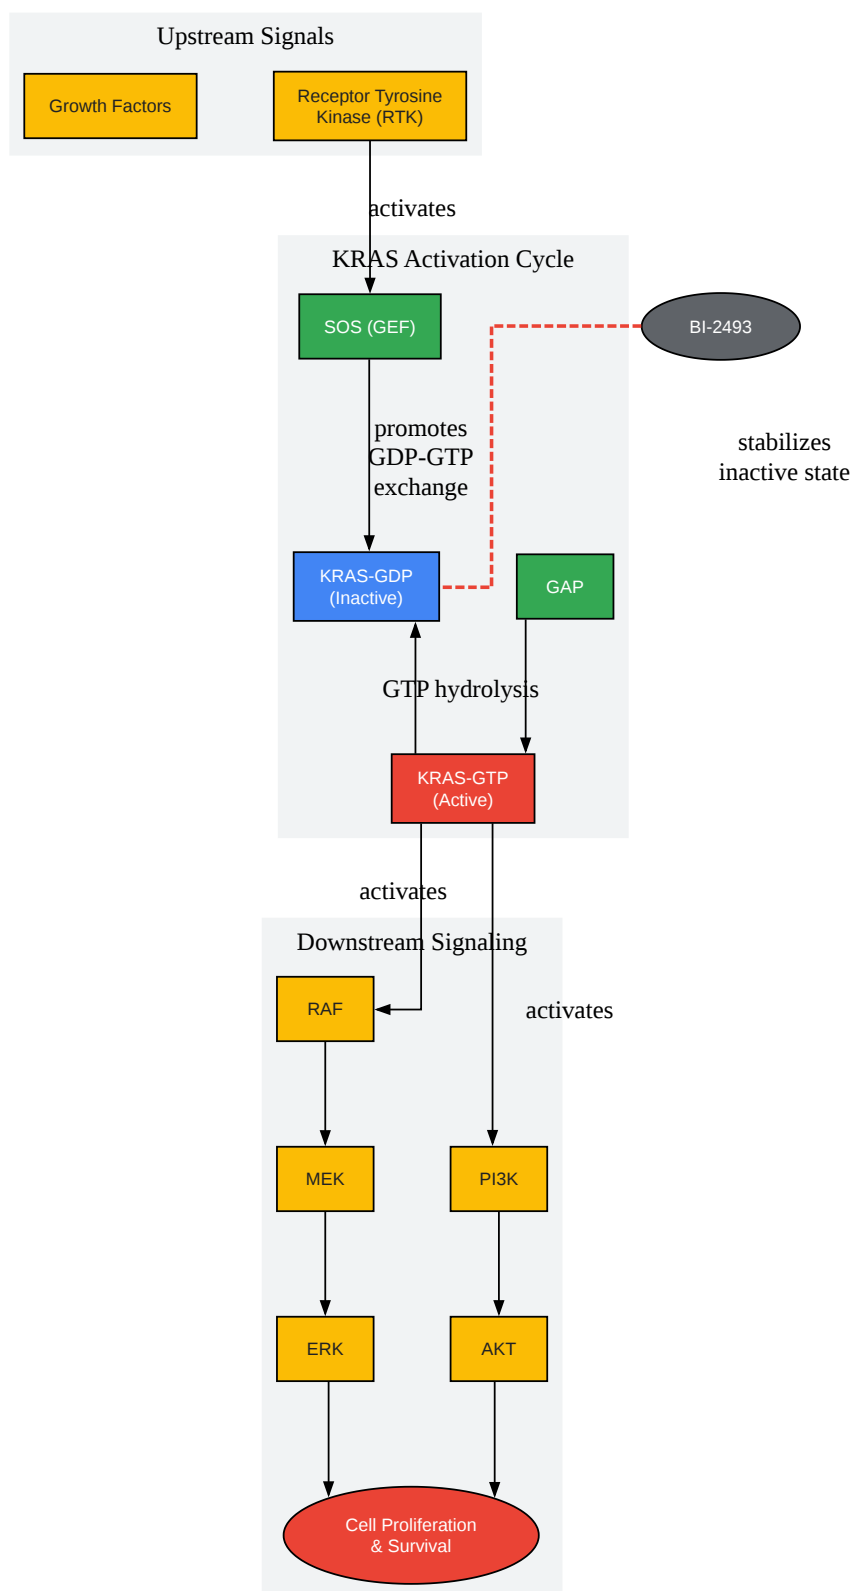 Upstream Signals
Growth Factors
Receptor Tyrosine
Kinase (RTK)
activates
KRAS Activation Cycle
SOS (GEF)
BI-2493
promotes
GDP-GTP
exchange
stabilizes
inactive state
KRAS-GDP
(Inactive)
GAP
GTP hydrolysis
KRAS-GTP
(Active)
activates
Downstream Signaling
RAF
activates
MEK
PI3K
ERK
AKT
Cell Proliferation
& Survival